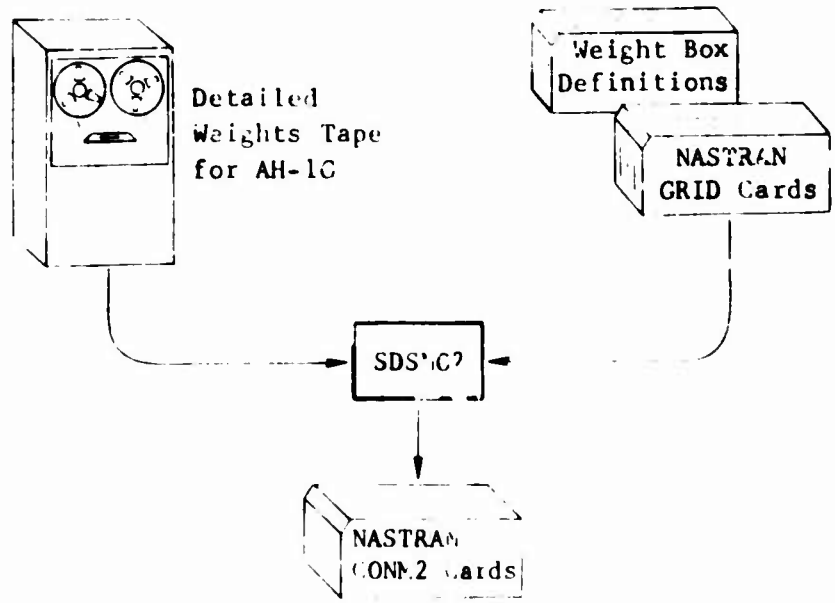 Detailed
Weights Tape
for AH-1G
Weight Box
Definitions
NASTRAN
GRID Cards
NASTRAN
CONM2 Cards